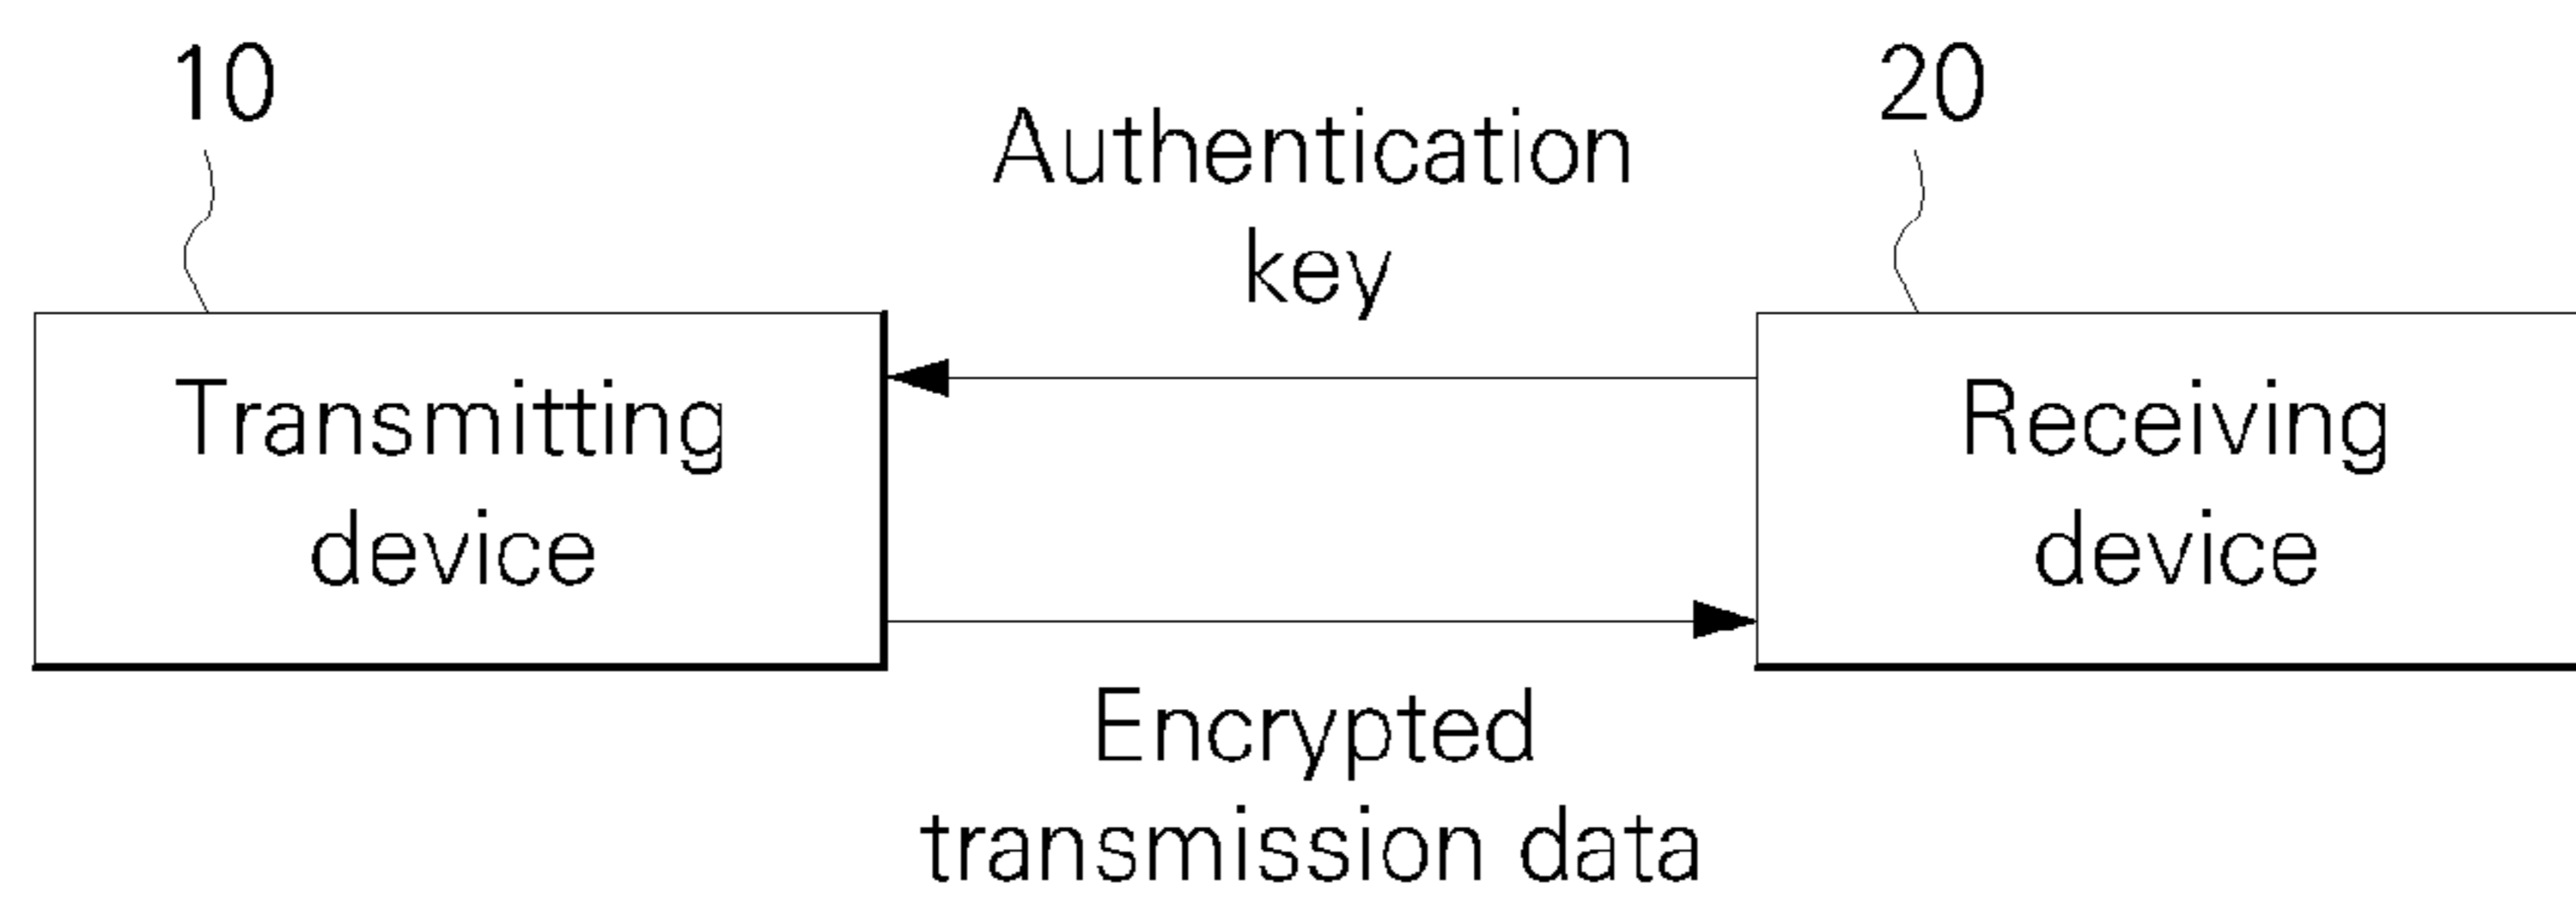 10
20
Authentication
key
Transmitting
device
Receiving
device
Encrypted
transmission data